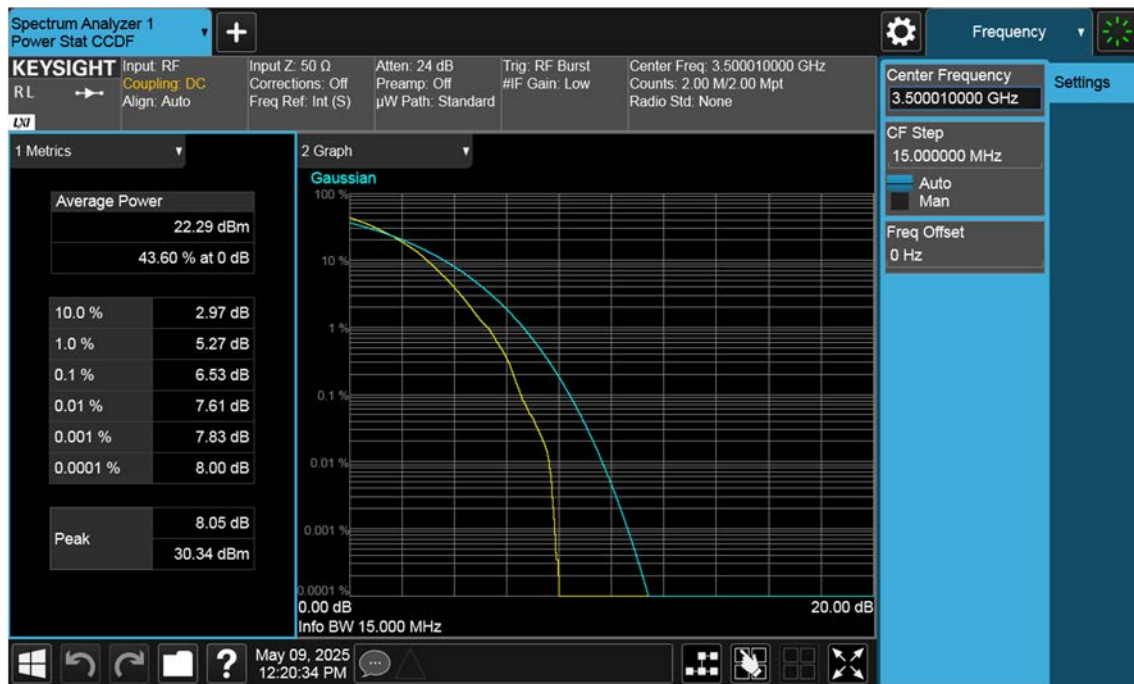 Spectrum Analyzer 1
Power Stat CCDF
+
Frequency
KEYSIGHT
RL
LXI
Input: RF
Coupling: DC
Align: Auto
Input Z: 50 Ω
Corrections: Off
Freq Ref: Int (S)
Atten: 24 dB
Preamp: Off
µW Path: Standard
Trig: RF Burst
#IF Gain: Low
Center Freq: 3.500010000 GHz
Counts: 2.00 M/2.00 Mpt
Radio Std: None
Center Frequency
3.500010000 GHz
Settings
CF Step
15.000000 MHz
Auto
Man
Freq Offset
0 Hz
1 Metrics
Average Power
22.29 dBm
43.60 % at 0 dB
10.0 % 2.97 dB
1.0 % 5.27 dB
0.1 % 6.53 dB
0.01 % 7.61 dB
0.001 % 7.83 dB
0.0001 % 8.00 dB
Peak
8.05 dB
30.34 dBm
2 Graph
Gaussian
100 %
10 %
1 %
0.1 %
0.01 %
0.001 %
0.0001 %
0.00 dB 20.00 dB
Info BW 15.000 MHz
?
May 09, 2025
12:20:34 PM